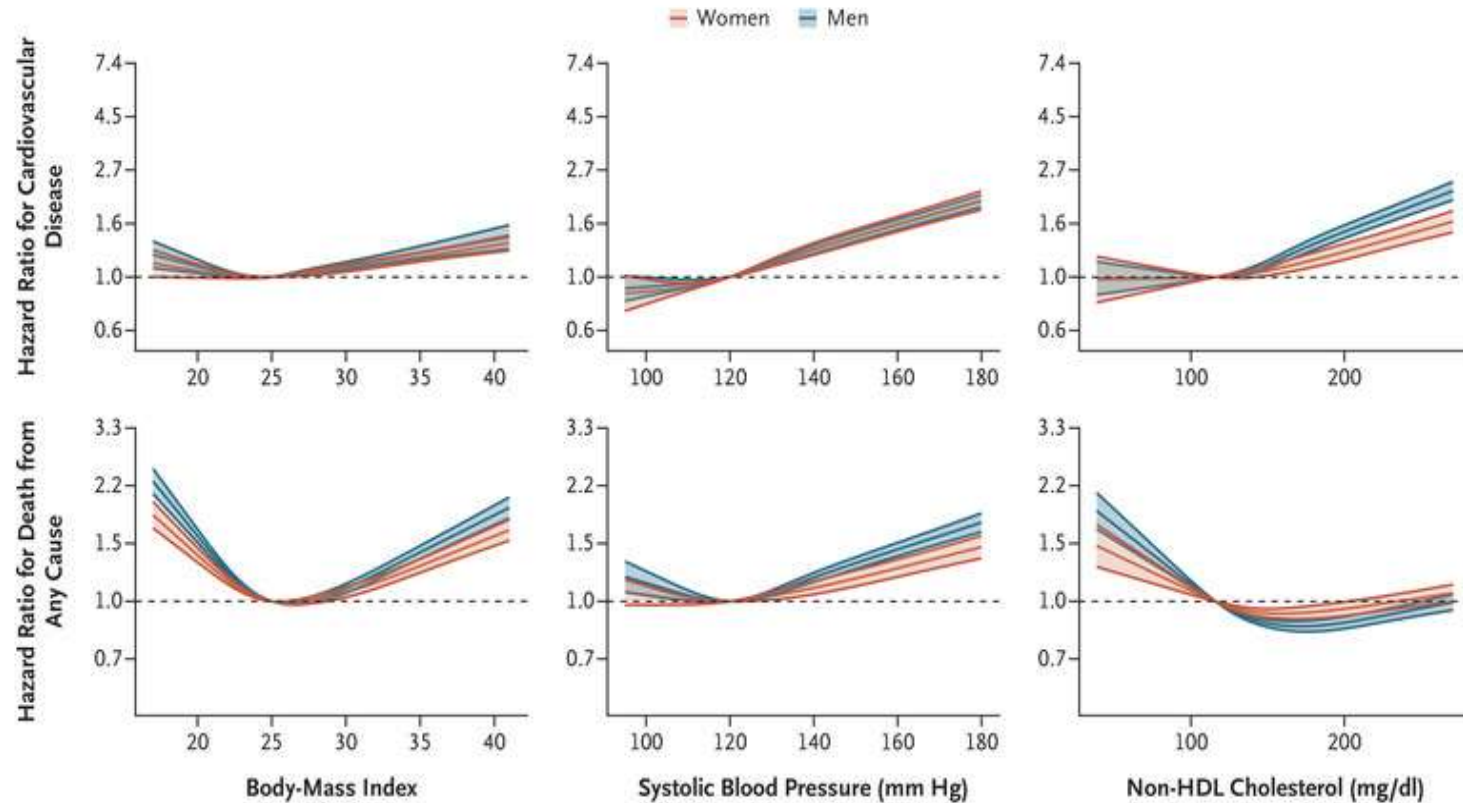 Women Men
Hazard Ratio for Cardiovascular
Disease
7.4
4.5
2.7
1.6
1.0
0.6
20 25 30 35 40
7.4
4.5
2.7
1.6
1.0
0.6
100 120 140 160 180
7.4
4.5
2.7
1.6
1.0
0.6
100 200
Hazard Ratio for Death from
Any Cause
3.3
2.2
1.5
1.0
0.7
20 25 30 35 40
Body-Mass Index
3.3
2.2
1.5
1.0
0.7
100 120 140 160 180
Systolic Blood Pressure (mm Hg)
3.3
2.2
1.5
1.0
0.7
100 200
Non-HDL Cholesterol (mg/dl)